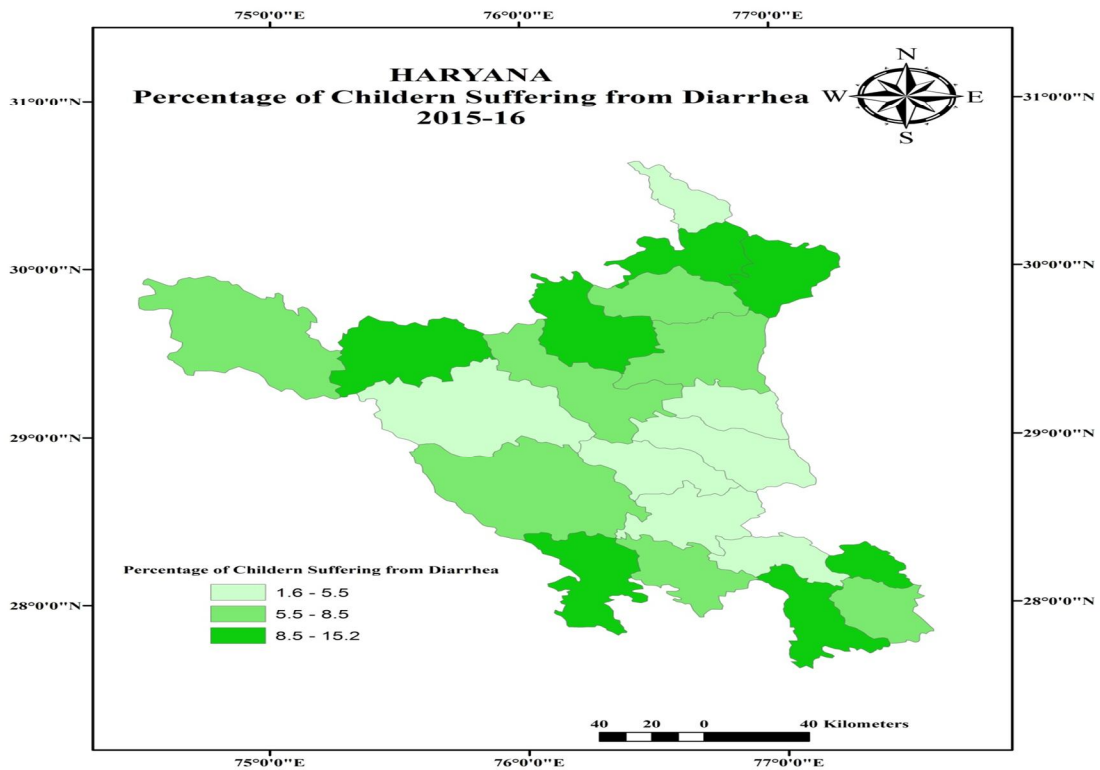 75°0'0"E 76°0'0"E 77°0'0"E
HARYANA
Percentage of Childern Suffering from Diarrhea
2015-16
N
W E
S
31°0'0"N 31°0'0"N
30°0'0"N 30°0'0"N
29°0'0"N 29°0'0"N
28°0'0"N 28°0'0"N
Percentage of Childern Suffering from Diarrhea
1.6 - 5.5
5.5 - 8.5
8.5 - 15.2
40 20 0 40 Kilometers
75°0'0"E 76°0'0"E 77°0'0"E